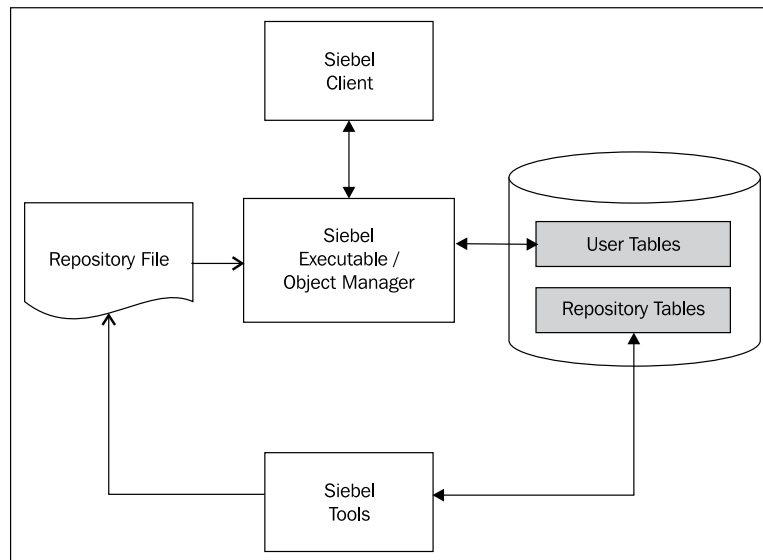 Siebel
Client
Repository File
Siebel
Executable /
Object Manager
User Tables
Repository Tables
Siebel
Tools